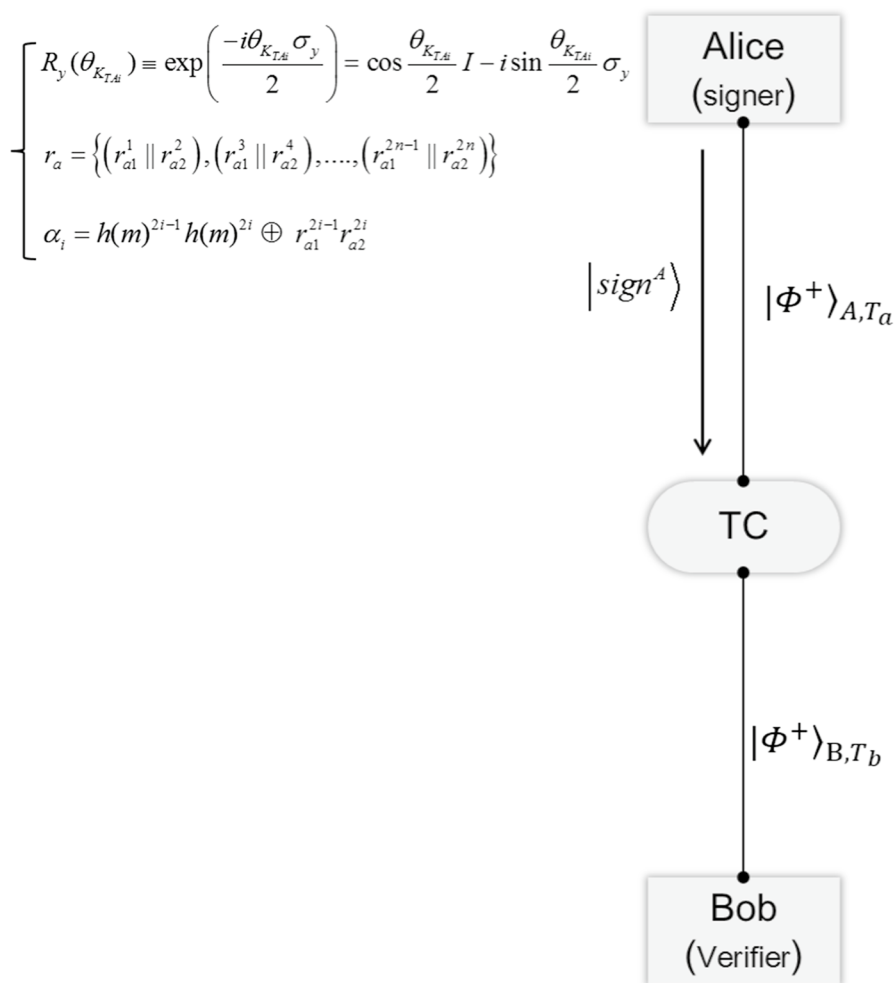 R_y(θ_{K_{TAi}}) ≡ exp(−iθ_{K_{TAi}}σ_y / 2) = cos θ_{K_{TAi}}/2 I − i sin θ_{K_{TAi}}/2 σ_y
r_a = {(r_{a1}^1 || r_{a2}^2), (r_{a1}^3 || r_{a2}^4), ...., (r_{a1}^{2n−1} || r_{a2}^{2n})}
α_i = h(m)^{2i−1} h(m)^{2i} ⊕ r_{a1}^{2i−1} r_{a2}^{2i}
Alice
(signer)
|sign^A⟩
|Φ^+⟩_{A,T_a}
TC
|Φ^+⟩_{B,T_b}
Bob
(Verifier)